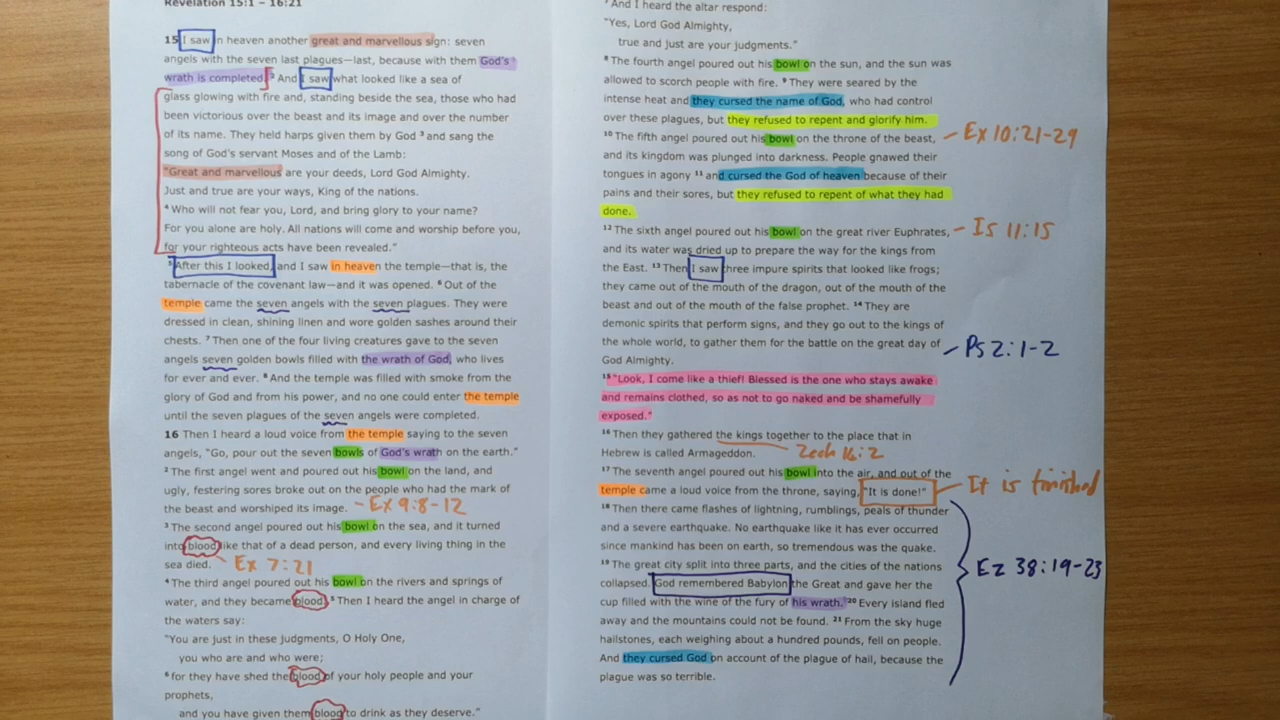 Revelation 15:1 – 16:21
15 I saw in heaven another great and marvellous sign: seven
angels with the seven last plagues—last, because with them God's
wrath is completed. 2 And I saw what looked like a sea of
glass glowing with fire and, standing beside the sea, those who had
been victorious over the beast and its image and over the number
of its name. They held harps given them by God 3 and sang the
song of God's servant Moses and of the Lamb:
"Great and marvellous are your deeds, Lord God Almighty.
Just and true are your ways, King of the nations.
4 Who will not fear you, Lord, and bring glory to your name?
For you alone are holy. All nations will come and worship before you,
for your righteous acts have been revealed."
5 After this I looked, and I saw in heaven the temple—that is, the
tabernacle of the covenant law—and it was opened. 6 Out of the
temple came the seven angels with the seven plagues. They were
dressed in clean, shining linen and wore golden sashes around their
chests. 7 Then one of the four living creatures gave to the seven
angels seven golden bowls filled with the wrath of God, who lives
for ever and ever. 8 And the temple was filled with smoke from the
glory of God and from his power, and no one could enter the temple
until the seven plagues of the seven angels were completed.
16 Then I heard a loud voice from the temple saying to the seven
angels, "Go, pour out the seven bowls of God's wrath on the earth."
2 The first angel went and poured out his bowl on the land, and
ugly, festering sores broke out on the people who had the mark of
the beast and worshiped its image. - Ex 9:8-12
3 The second angel poured out his bowl on the sea, and it turned
into blood like that of a dead person, and every living thing in the
sea died. Ex 7:21
4 The third angel poured out his bowl on the rivers and springs of
water, and they became blood. 5 Then I heard the angel in charge of
the waters say:
"You are just in these judgments, O Holy One,
you who are and who were;
6 for they have shed the blood of your holy people and your
prophets,
and you have given them blood to drink as they deserve."
7 And I heard the altar respond:
"Yes, Lord God Almighty,
true and just are your judgments."
8 The fourth angel poured out his bowl on the sun, and the sun was
allowed to scorch people with fire. 9 They were seared by the
intense heat and they cursed the name of God, who had control
over these plagues, but they refused to repent and glorify him.
10 The fifth angel poured out his bowl on the throne of the beast, - Ex 10:21-29
and its kingdom was plunged into darkness. People gnawed their
tongues in agony 11 and cursed the God of heaven because of their
pains and their sores, but they refused to repent of what they had
done.
12 The sixth angel poured out his bowl on the great river Euphrates, - Is 11:15
and its water was dried up to prepare the way for the kings from
the East. 13 Then I saw three impure spirits that looked like frogs;
they came out of the mouth of the dragon, out of the mouth of the
beast and out of the mouth of the false prophet. 14 They are
demonic spirits that perform signs, and they go out to the kings of
the whole world, to gather them for the battle on the great day of - Ps 2:1-2
God Almighty.
15 "Look, I come like a thief! Blessed is the one who stays awake
and remains clothed, so as not to go naked and be shamefully
exposed."
16 Then they gathered the kings together to the place that in
Hebrew is called Armageddon. Zech 16:2
17 The seventh angel poured out his bowl into the air, and out of the
temple came a loud voice from the throne, saying, "It is done!" - It is finished
18 Then there came flashes of lightning, rumblings, peals of thunder
and a severe earthquake. No earthquake like it has ever occurred
since mankind has been on earth, so tremendous was the quake.
19 The great city split into three parts, and the cities of the nations
collapsed. God remembered Babylon the Great and gave her the
cup filled with the wine of the fury of his wrath. 20 Every island fled
away and the mountains could not be found. 21 From the sky huge
hailstones, each weighing about a hundred pounds, fell on people.
And they cursed God on account of the plague of hail, because the
plague was so terrible.
Ez 38:19-23